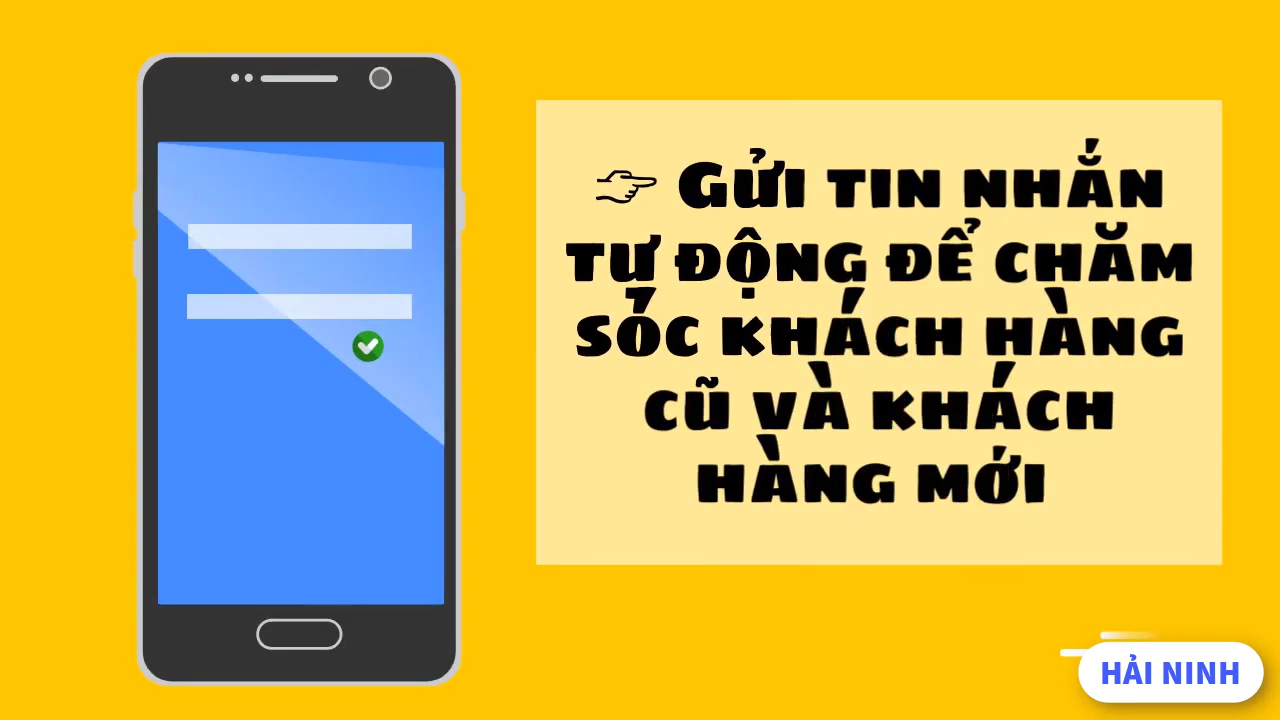 👉 Gửi tin nhắn
tự động để chăm
sóc khách hàng
cũ và khách
hàng mới
HẢI NINH